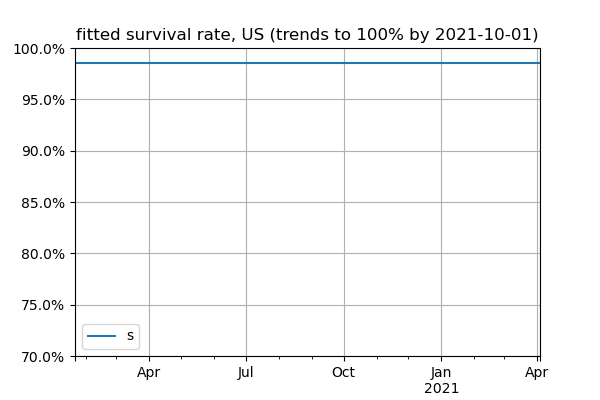 fitted survival rate, US (trends to 100% by 2021-10-01)
100.0%
95.0%
90.0%
85.0%
80.0%
75.0%
70.0%
s
Apr Jul Oct Jan Apr
2021